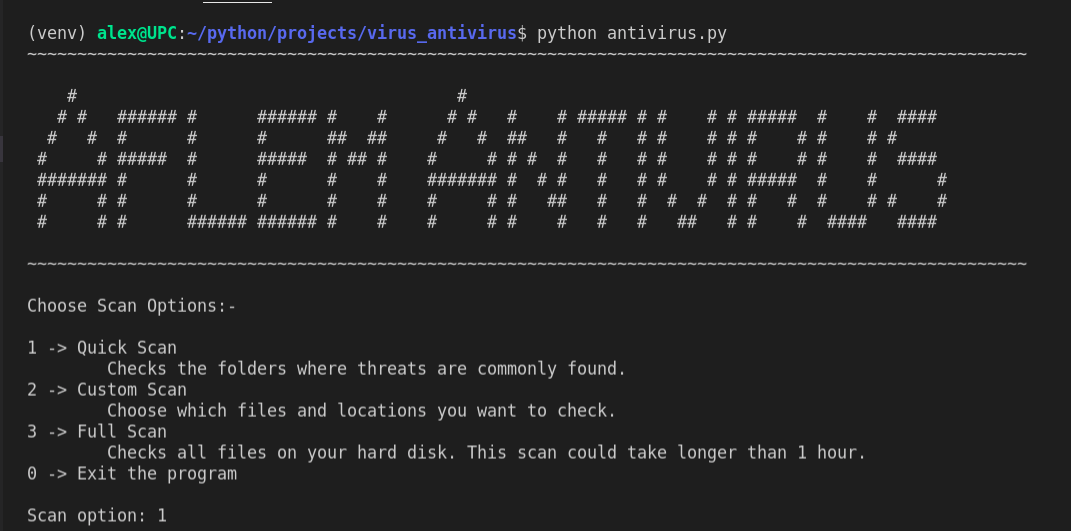 (venv) alex@UPC:~/python/projects/virus_antivirus$ python antivirus.py
~~~~~~~~~~~~~~~~~~~~~~~~~~~~~~~~~~~~~~~~~~~~~~~~~~~~~~~~~~~~~~~~~~~~~~~~~~~~~~~~~~~~~~~~~~~~~~~~~~~~
AFLEM ANTIVIRUS
~~~~~~~~~~~~~~~~~~~~~~~~~~~~~~~~~~~~~~~~~~~~~~~~~~~~~~~~~~~~~~~~~~~~~~~~~~~~~~~~~~~~~~~~~~~~~~~~~~~~
Choose Scan Options:-
1 -> Quick Scan
Checks the folders where threats are commonly found.
2 -> Custom Scan
Choose which files and locations you want to check.
3 -> Full Scan
Checks all files on your hard disk. This scan could take longer than 1 hour.
0 -> Exit the program
Scan option: 1